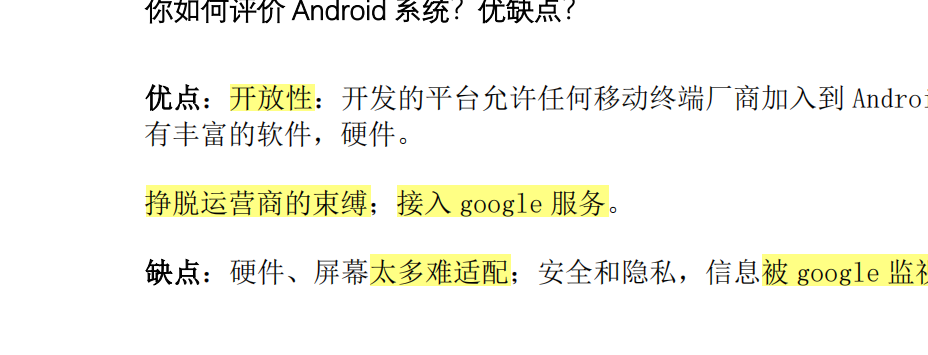 你如何评价 Android 系统？优缺点？
优点：开放性：开发的平台允许任何移动终端厂商加入到 Androi
有丰富的软件，硬件。
挣脱运营商的束缚；接入 google 服务。
缺点：硬件、屏幕太多难适配；安全和隐私，信息被 google 监视